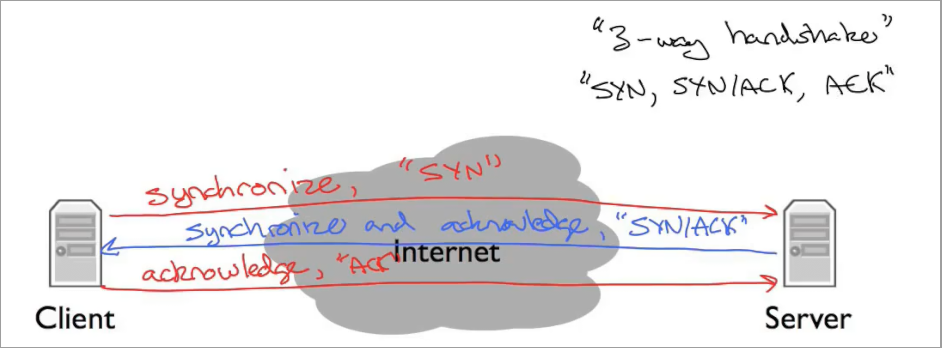 "3-way handshake"
"SYN, SYN/ACK, ACK"
synchronize, "SYN"
synchronize and acknowledge, "SYN/ACK"
internet
acknowledge, "ACK"
Client
Server